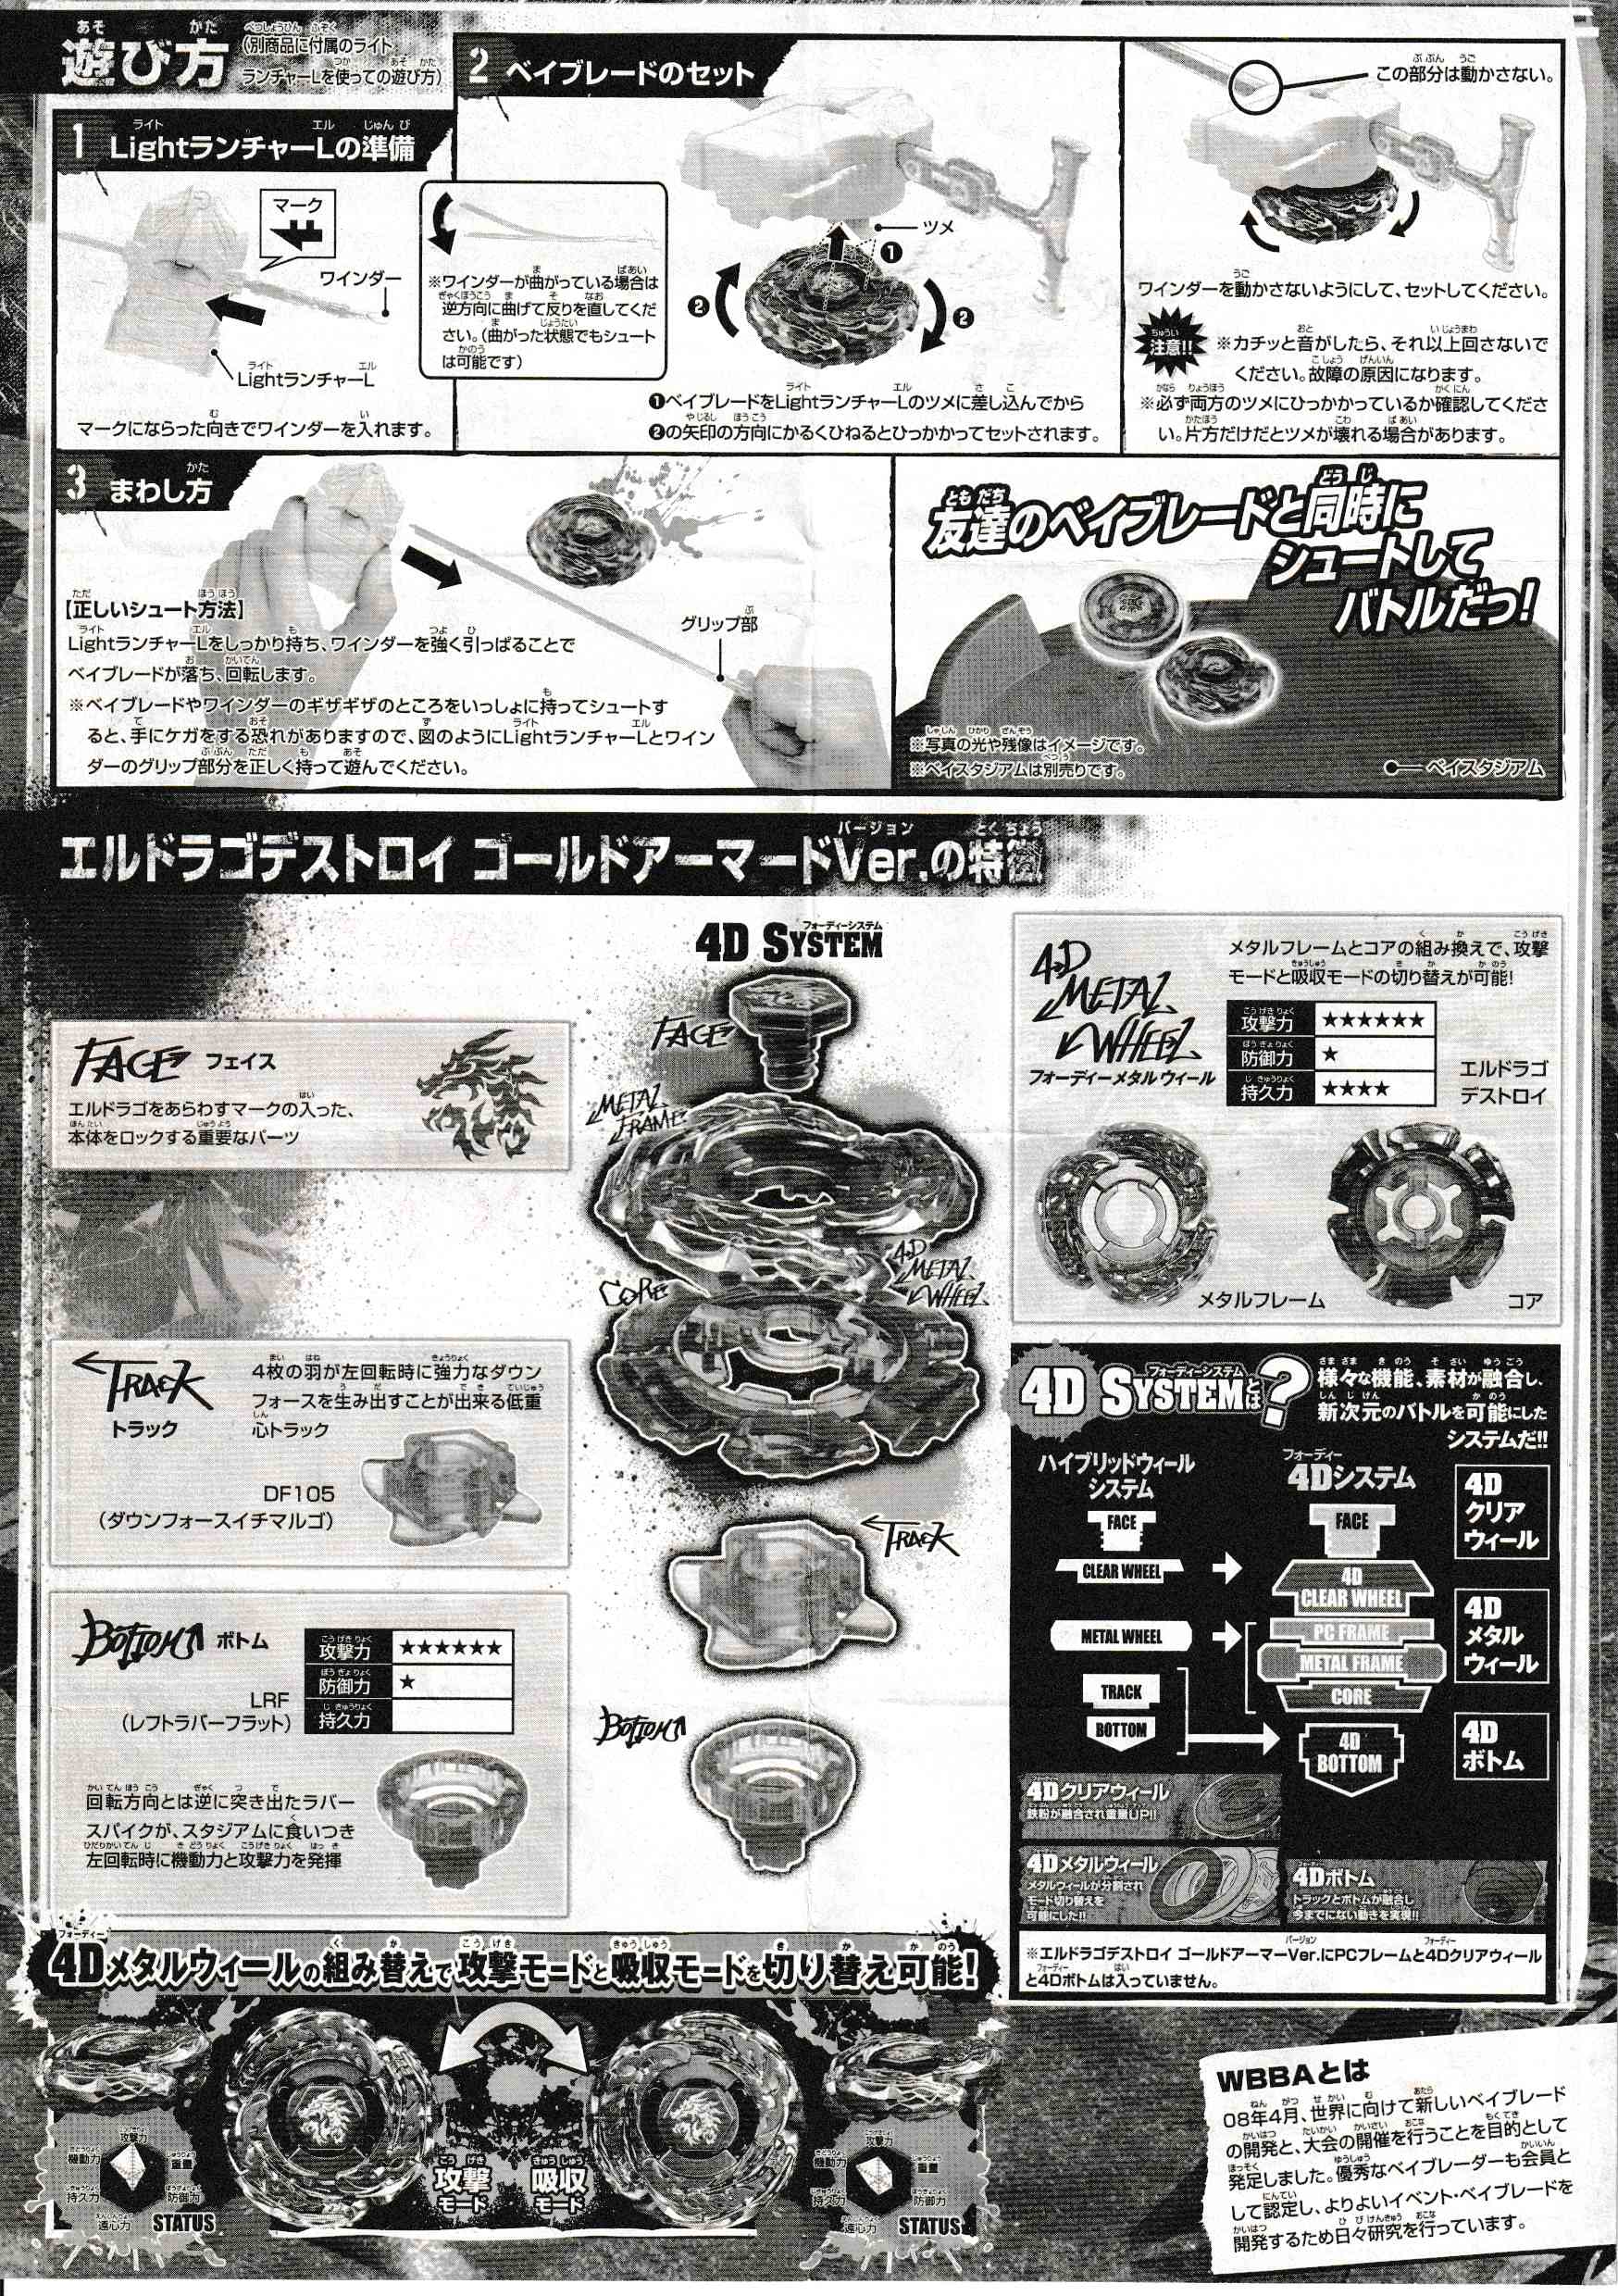 遊び方
(別商品に付属のライト
ランチャーLを使っての遊び方)
1 LightランチャーLの準備
マーク
ワインダー
LightランチャーL
マークにならった向きでワインダーを入れます。
※ワインダーが曲がっている場合は
逆方向に曲げて反りを直してくだ
さい。(曲がった状態でもシュート
は可能です)
2 ベイブレードのセット
ツメ
❶
❷
❷
❶ベイブレードをLightランチャーLのツメに差し込んでから
❷の矢印の方向にかるくひねるとひっかかってセットされます。
この部分は動かさない。
ワインダーを動かさないようにして、セットしてください。
注意!!
※カチッと音がしたら、それ以上回さないで
ください。故障の原因になります。
※必ず両方のツメにひっかかっているか確認してくださ
い。片方だけだとツメが壊れる場合があります。
3 まわし方
【正しいシュート方法】
LightランチャーLをしっかり持ち、ワインダーを強く引っぱることで
ベイブレードが落ち、回転します。
※ベイブレードやワインダーのギザギザのところをいっしょに持ってシュートす
ると、手にケガをする恐れがありますので、図のようにLightランチャーLとワイン
ダーのグリップ部分を正しく持って遊んでください。
グリップ部
友達のベイブレードと同時に
シュートして
バトルだっ!
※写真の光や残像はイメージです。
※ベイスタジアムは別売りです。
ベイスタジアム
エルドラゴデストロイ ゴールドアーマードVer.の特徴
4D SYSTEM
フォーディーシステム
FACE
METAL
FRAME
4D
METAL
WHEEL
CORE
TRACK
BOTTOM
FACE フェイス
エルドラゴをあらわすマークの入った、
本体をロックする重要なパーツ
TRACK
トラック
4枚の羽が左回転時に強力なダウン
フォースを生み出すことが出来る低重
心トラック
DF105
(ダウンフォースイチマルゴ)
BOTTOM ボトム
LRF
(レフトラバーフラット)
攻撃力 ★★★★★★
防御力 ★
持久力
回転方向とは逆に突き出たラバー
スパイクが、スタジアムに食いつき
左回転時に機動力と攻撃力を発揮
4D
METAL
WHEEL
フォーディーメタルウィール
メタルフレームとコアの組み換えで、攻撃
モードと吸収モードの切り替えが可能!
攻撃力 ★★★★★★
防御力 ★
持久力 ★★★★
エルドラゴ
デストロイ
メタルフレーム
コア
4D SYSTEMとは?
フォーディーシステム
様々な機能、素材が融合し、
新次元のバトルを可能にした
システムだ!!
ハイブリッドウィール
システム
FACE
CLEAR WHEEL
METAL WHEEL
TRACK
BOTTOM
4Dシステム
FACE
4D
CLEAR WHEEL
PC FRAME
METAL FRAME
CORE
4D
BOTTOM
4D
クリア
ウィール
4D
メタル
ウィール
4D
ボトム
4Dクリアウィール
鉄粉が融合され重量UP!!
4Dメタルウィール
メタルウィールが分割され
モード切り替えを
可能にした!!
4Dボトム
トラックとボトムが融合し
今までにない動きを実現!!
※エルドラゴデストロイ ゴールドアーマーVer.にPCフレームと4Dクリアウィール
と4Dボトムは入っていません。
4Dメタルウィールの組み替えで攻撃モードと吸収モードを切り替え可能!
攻撃力
重量
防御力
遠心力
持久力
機動力
STATUS
攻撃
モード
吸収
モード
攻撃力
重量
防御力
遠心力
持久力
機動力
STATUS
WBBAとは
08年4月、世界に向けて新しいベイブレード
の開発と、大会の開催を行うことを目的として
発足しました。優秀なベイブレーダーも会員と
して認定し、よりよいイベント・ベイブレードを
開発するため日々研究を行っています。